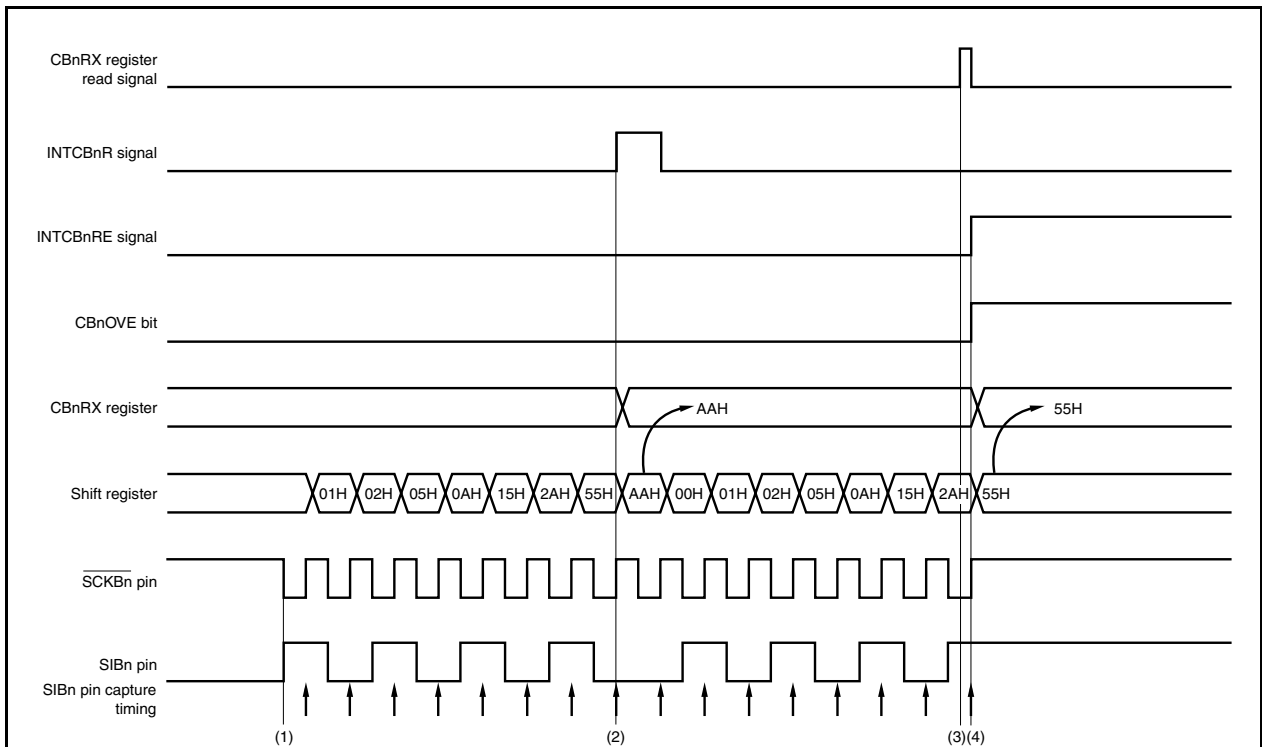 CBnRX register
read signal
INTCBnR signal
INTCBnRE signal
CBnOVE bit
CBnRX register
AAH
55H
Shift register
01H 02H 05H 0AH 15H 2AH 55H AAH 00H 01H 02H 05H 0AH 15H 2AH 55H
SCKBn pin
SIBn pin
SIBn pin capture
timing
(1) (2) (3) (4)